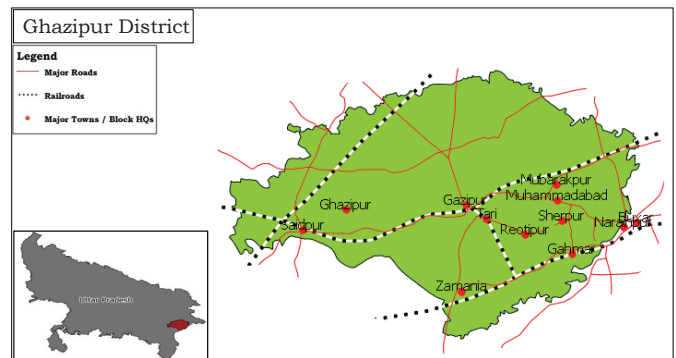 Ghazipur District
Legend
Major Roads
Railroads
Major Towns / Block HQs
Mubarakpur
Muhammadabad
Ghazipur
Gazipur
Tari
Sherpur
Saidpur
Reotipur
Gahmar
Zamania
Uttar Pradesh